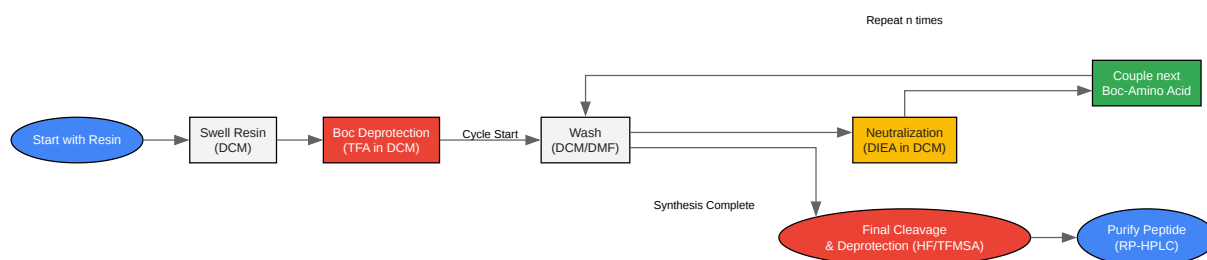 Repeat n times
Couple next
Boc-Amino Acid
Start with Resin
Swell Resin
(DCM)
Boc Deprotection
(TFA in DCM)
Cycle Start
Wash
(DCM/DMF)
Neutralization
(DIEA in DCM)
Synthesis Complete
Final Cleavage
& Deprotection (HF/TFMSA)
Purify Peptide
(RP-HPLC)